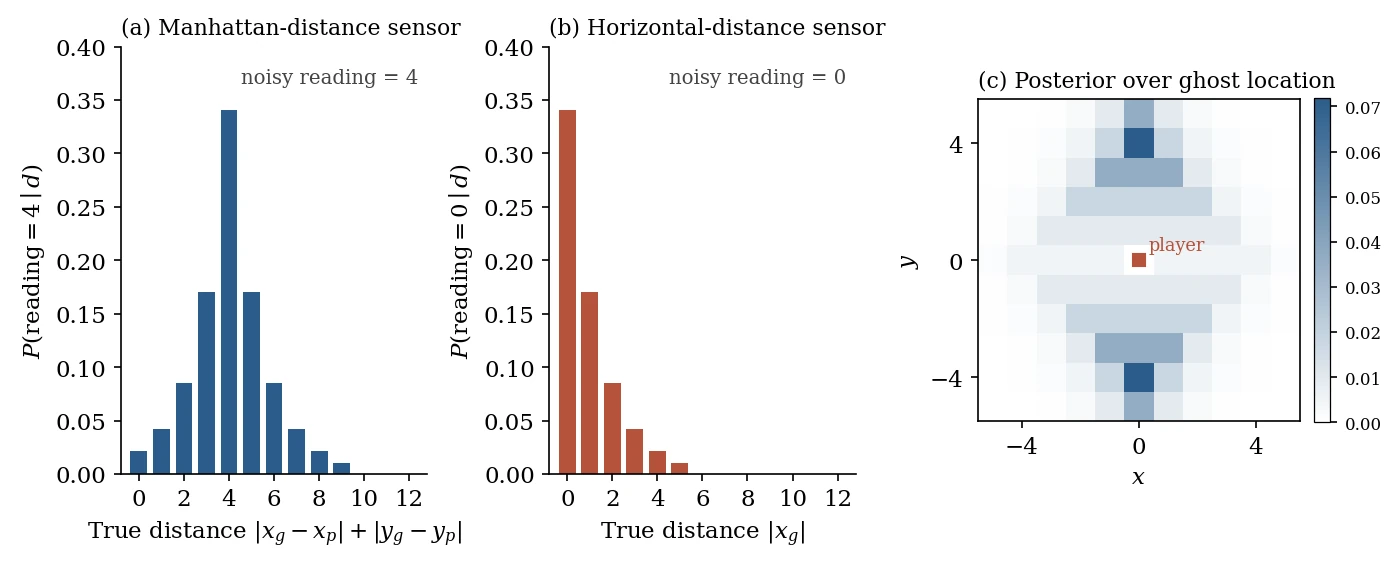 (a) Manhattan-distance sensor
noisy reading = 4
P(reading = 4 | d)
0.40
0.35
0.30
0.25
0.20
0.15
0.10
0.05
0.00
0 2 4 6 8 10 12
True distance |x_g − x_p| + |y_g − y_p|
(b) Horizontal-distance sensor
noisy reading = 0
P(reading = 0 | d)
0.40
0.35
0.30
0.25
0.20
0.15
0.10
0.05
0.00
0 2 4 6 8 10 12
True distance |x_g|
(c) Posterior over ghost location
player
y
4
0
−4
−4 0 4
x
0.07
0.06
0.05
0.04
0.03
0.02
0.01
0.00